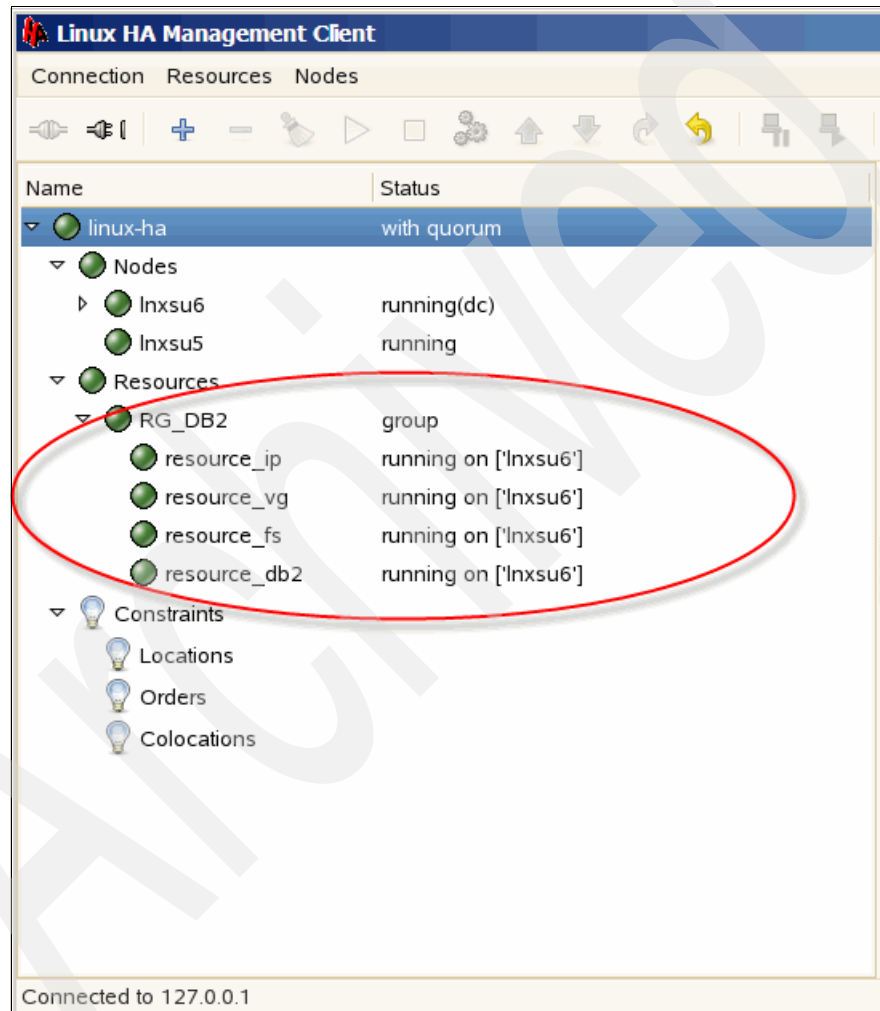 Linux HA Management Client
Connection Resources Nodes
Name Status
linux-ha with quorum
Nodes
lnxsu6 running(dc)
lnxsu5 running
Resources
RG_DB2 group
resource_ip running on ['lnxsu6']
resource_vg running on ['lnxsu6']
resource_fs running on ['lnxsu6']
resource_db2 running on ['lnxsu6']
Constraints
Locations
Orders
Colocations
Connected to 127.0.0.1
Archived